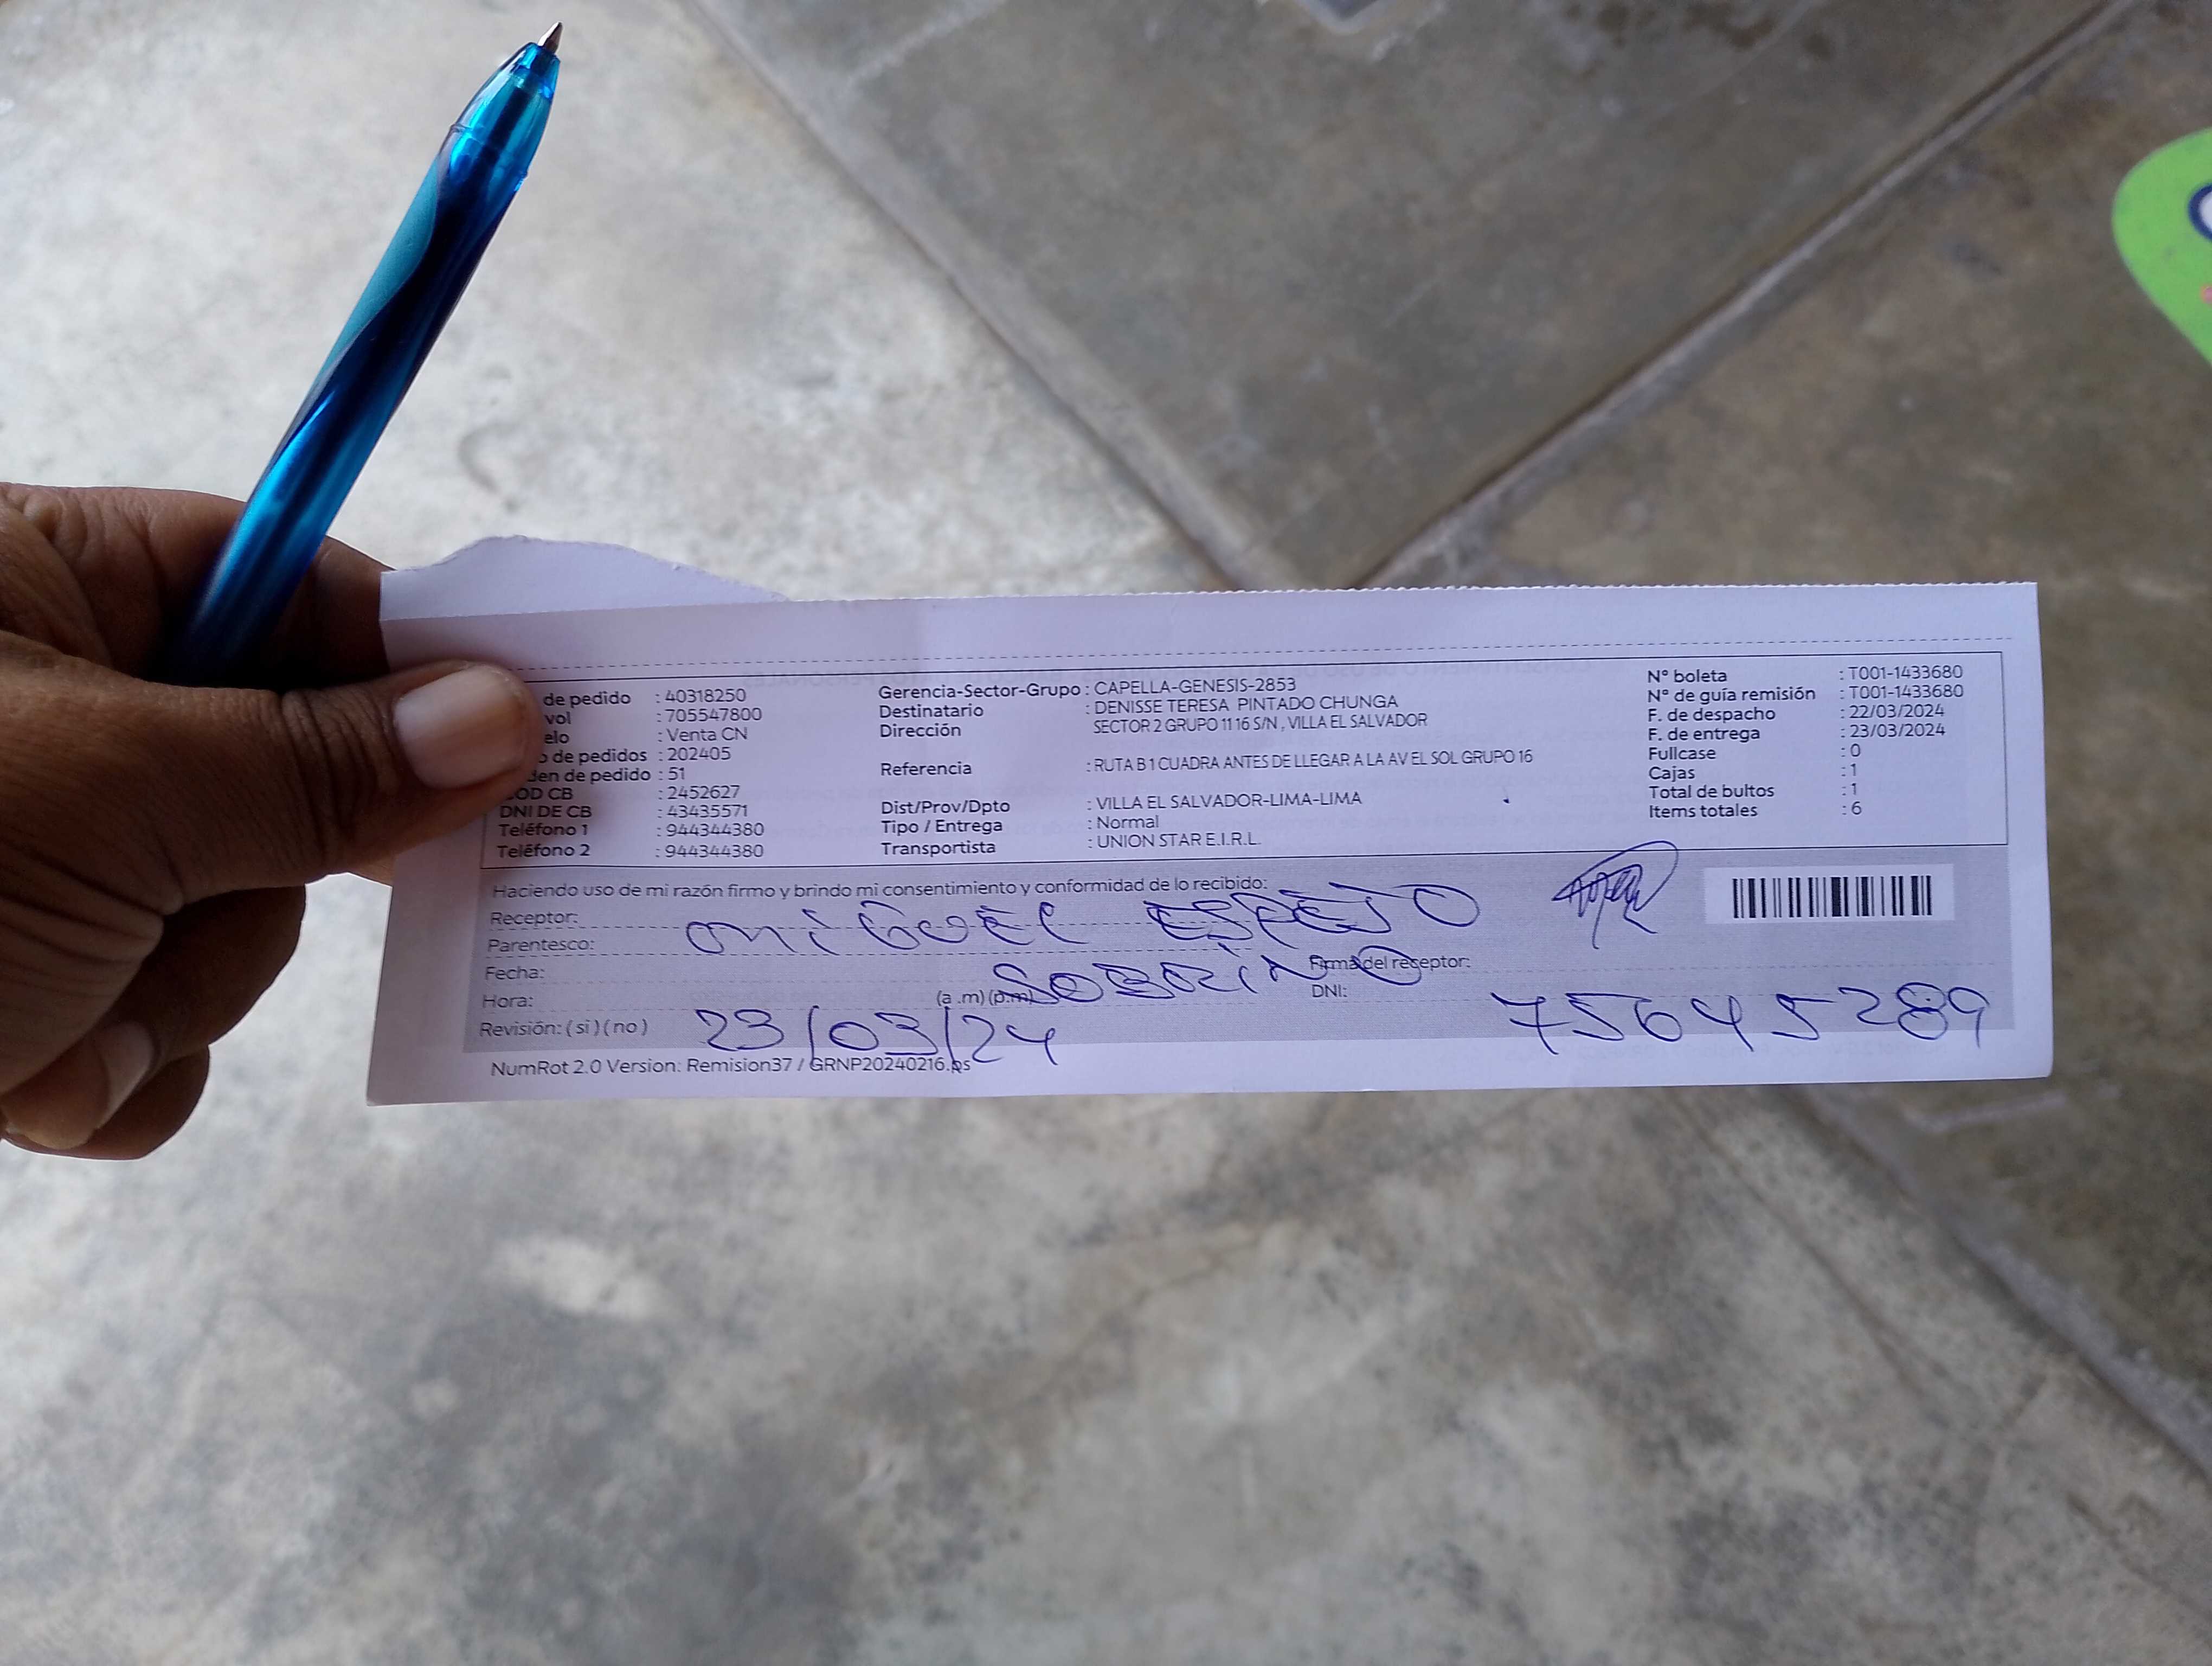 de pedido : 40318250
vol : 705547800
elo : Venta CN
o de pedidos : 202405
den de pedido : 51
COD CB : 2452627
DNI DE CB : 43435571
Teléfono 1 : 944344380
Teléfono 2 : 944344380
Gerencia-Sector-Grupo : CAPELLA-GENESIS-2853
Destinatario : DENISSE TERESA PINTADO CHUNGA
Dirección SECTOR 2 GRUPO 11 16 S/N , VILLA EL SALVADOR
Referencia : RUTA B 1 CUADRA ANTES DE LLEGAR A LA AV EL SOL GRUPO 16
Dist/Prov/Dpto : VILLA EL SALVADOR-LIMA-LIMA
Tipo / Entrega : Normal
Transportista : UNION STAR E.I.R.L.
N° boleta : T001-1433680
N° de guía remisión : T001-1433680
F. de despacho : 22/03/2024
F. de entrega : 23/03/2024
Fullcase : 0
Cajas : 1
Total de bultos : 1
Items totales : 6
Haciendo uso de mi razón firmo y brindo mi consentimiento y conformidad de lo recibido:
Receptor: MIGUEL ESPEJO
Parentesco: SOBRINO
Fecha: 23/03/24
Hora: (a .m) (p.m)
Revisión: ( si ) ( no )
Firma del receptor:
DNI: 75645289
NumRot 2.0 Version: Remision37 / GRNP20240216.ps